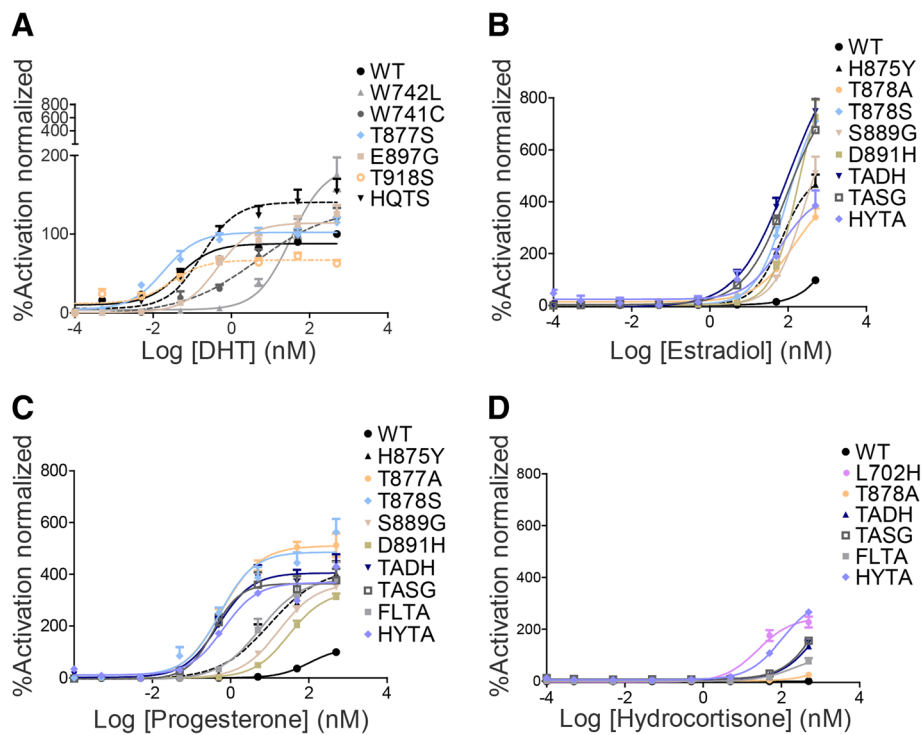 A
%Activation normalized
800
600
400
200
100
0
-4
-2
0
2
4
Log [DHT] (nM)
WT
W742L
W741C
T877S
E897G
T918S
HQTS
B
%Activation normalized
800
600
400
200
0
-4
-2
0
2
4
Log [Estradiol] (nM)
WT
H875Y
T878A
T878S
S889G
D891H
TADH
TASG
HYTA
C
%Activation normalized
800
600
400
200
0
-4
-2
0
2
4
Log [Progesterone] (nM)
WT
H875Y
T877A
T878S
S889G
D891H
TADH
TASG
FLTA
HYTA
D
%Activation normalized
800
600
400
200
0
-4
-2
0
2
4
Log [Hydrocortisone] (nM)
WT
L702H
T878A
TADH
TASG
FLTA
HYTA